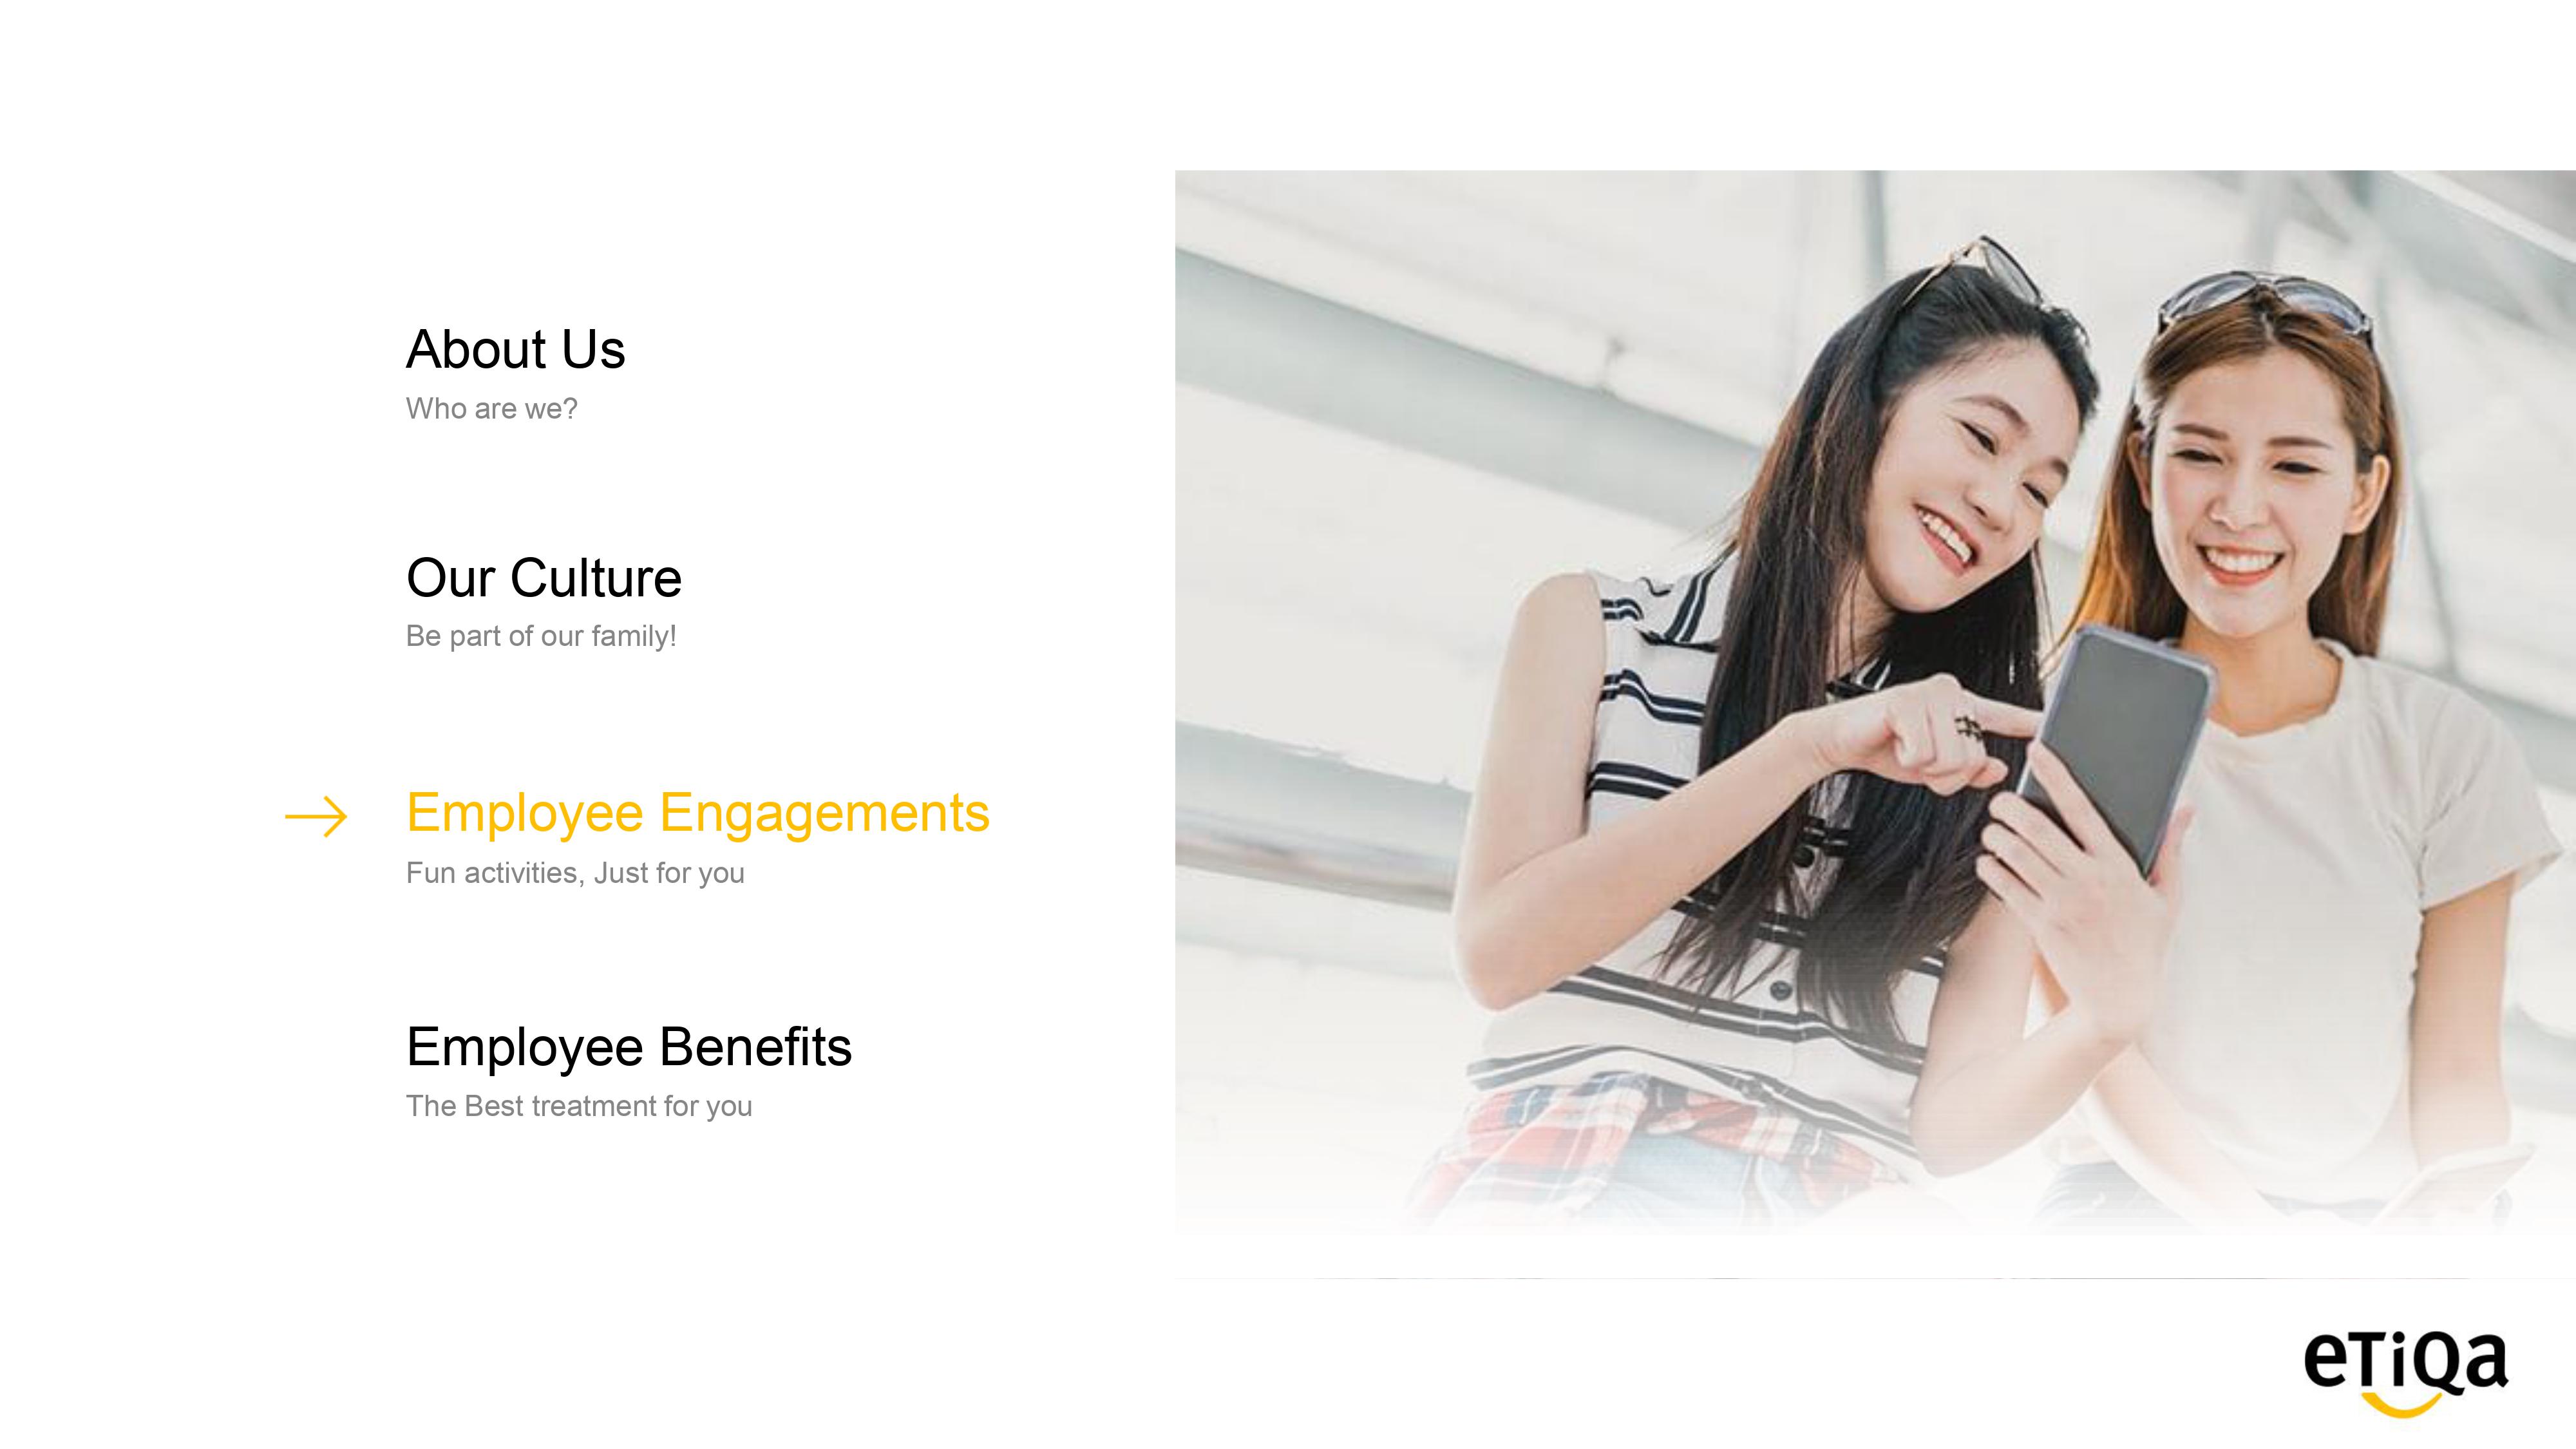 About Us
Who are we?
Our Culture
Be part of our family!
Employee Engagements
Fun activities, Just for you
Employee Benefits
The Best treatment for you
eTiQa